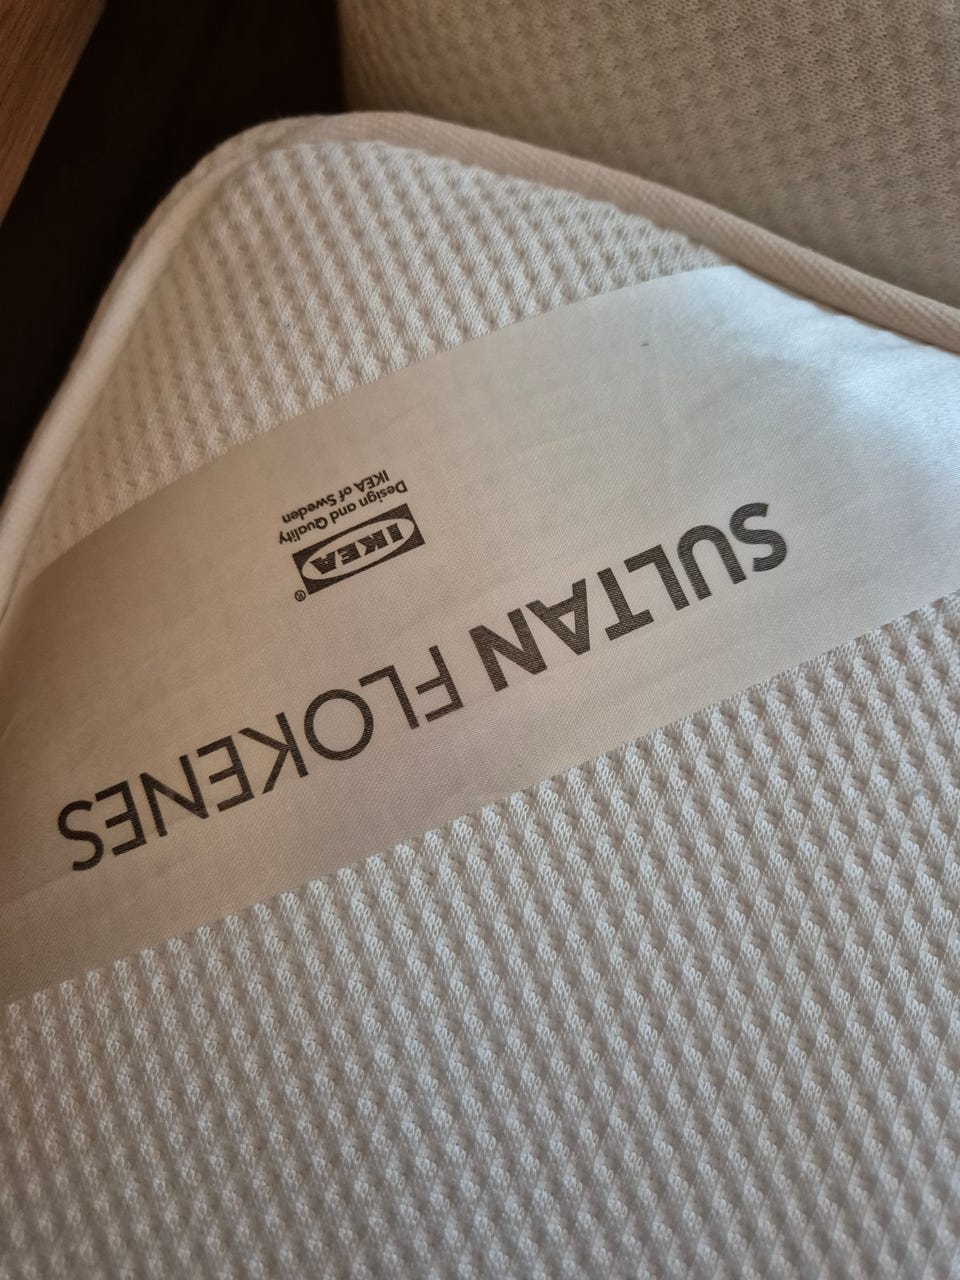 SULTAN FLOKENES
IKEA®
Design and Quality
IKEA of Sweden